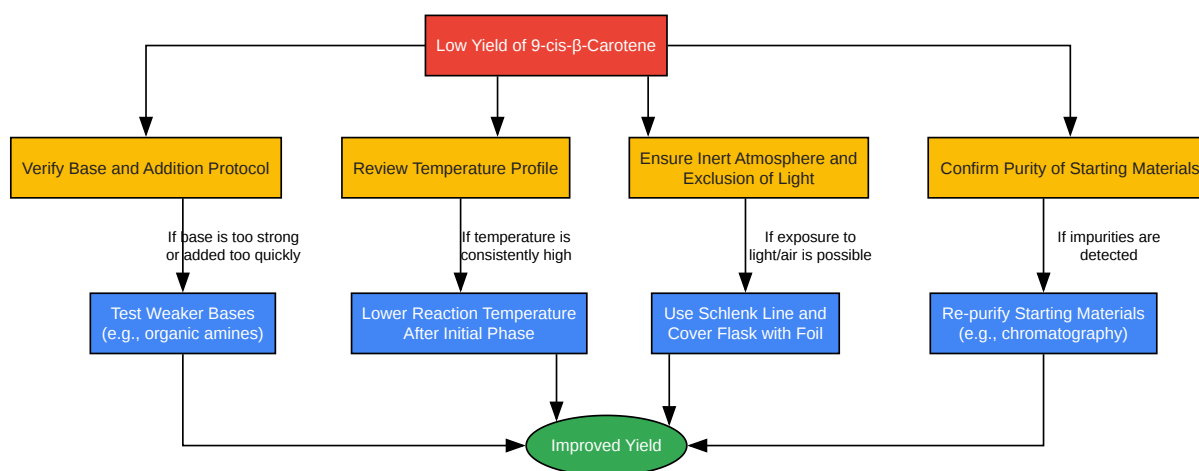 Low Yield of 9-cis-β-Carotene
Verify Base and Addition Protocol
Review Temperature Profile
Ensure Inert Atmosphere and
Exclusion of Light
Confirm Purity of Starting Materials
If base is too strong
or added too quickly
If temperature is
consistently high
If exposure to
light/air is possible
If impurities are
detected
Test Weaker Bases
(e.g., organic amines)
Lower Reaction Temperature
After Initial Phase
Use Schlenk Line and
Cover Flask with Foil
Re-purify Starting Materials
(e.g., chromatography)
Improved Yield